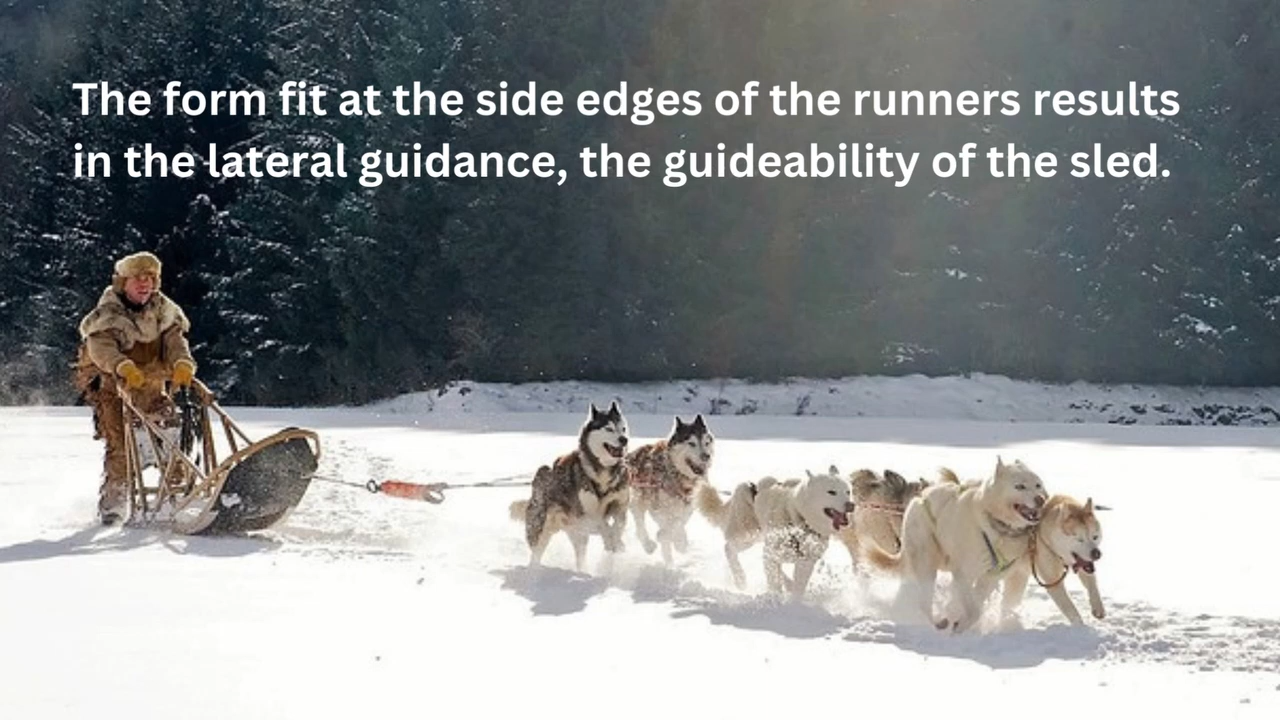 The form fit at the side edges of the runners results
in the lateral guidance, the guideability of the sled.